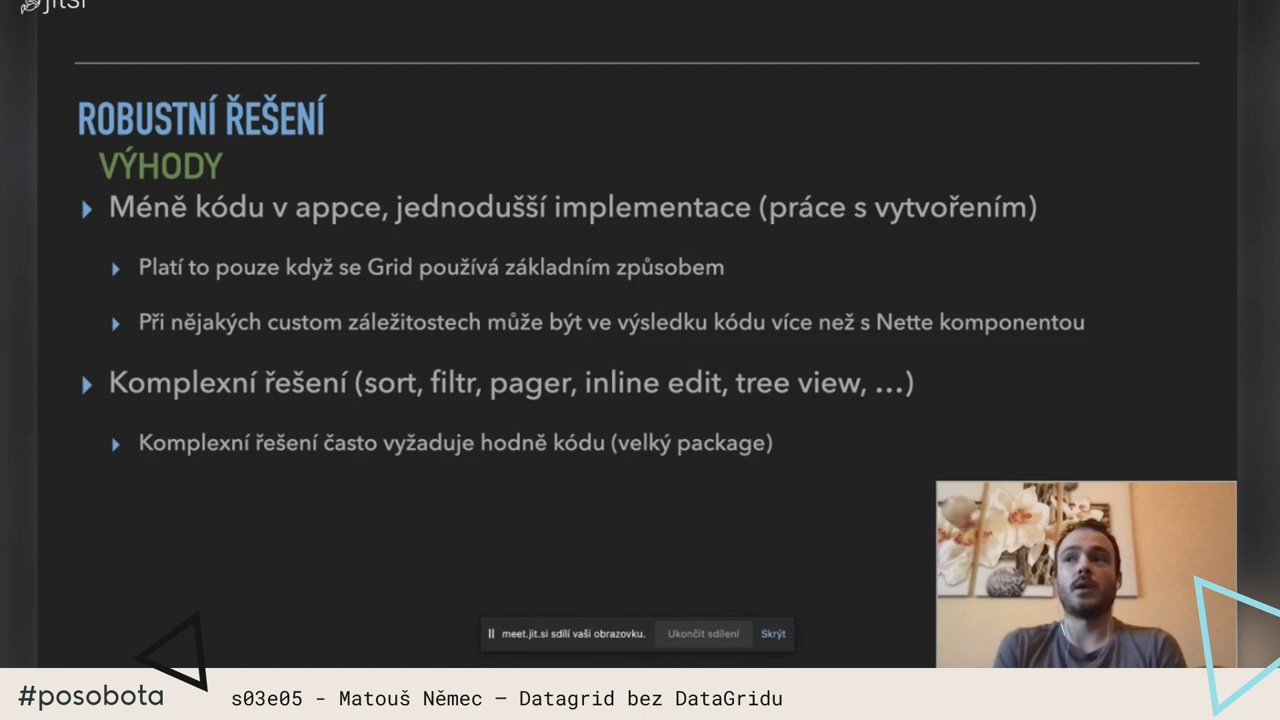 jitsi
ROBUSTNÍ ŘEŠENÍ
VÝHODY
Méně kódu v appce, jednodušší implementace (práce s vytvořením)
Platí to pouze když se Grid používá základním způsobem
Při nějakých custom záležitostech může být ve výsledku kódu více než s Nette komponentou
Komplexní řešení (sort, filtr, pager, inline edit, tree view, ...)
Komplexní řešení často vyžaduje hodně kódu (velký package)
meet.jit.si sdílí vaši obrazovku. Ukončit sdílení Skrýt
#posobota s03e05 - Matouš Němec – Datagrid bez DataGridu